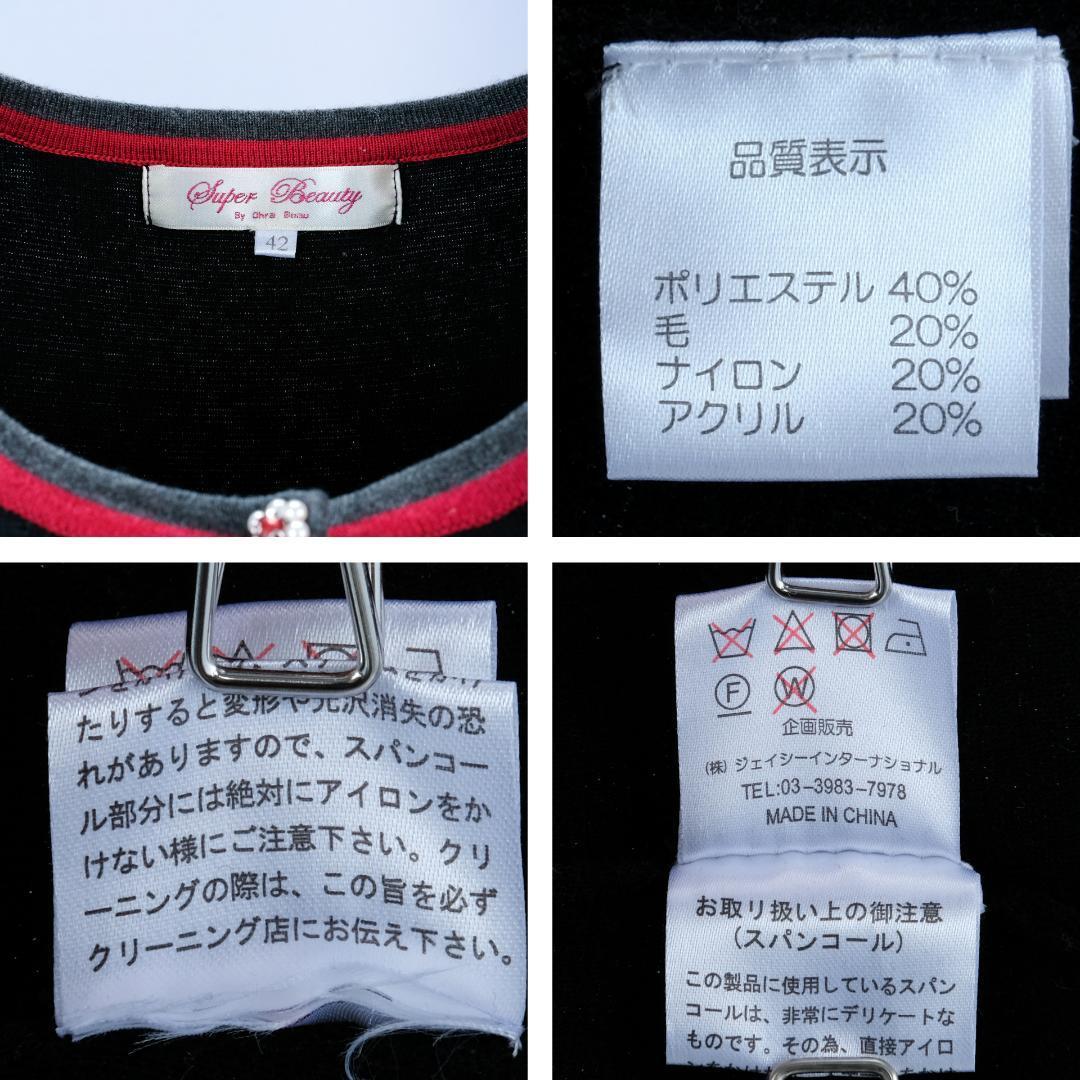 Super Beauty
By Chral Beau
42
品質表示
ポリエステル 40%
毛 20%
ナイロン 20%
アクリル 20%
たりすると変形や光沢消失の恐
れがありますので、スパンコー
ル部分には絶対にアイロンをか
けない様にご注意下さい。クリ
ーニングの際は、この旨を必ず
クリーニング店にお伝え下さい。
F
W
企画販売
(株) ジェイシーインターナショナル
TEL:03-3983-7978
MADE IN CHINA
お取り扱い上の御注意
(スパンコール)
この製品に使用しているスパン
コールは、非常にデリケートな
ものです。その為、直接アイロ